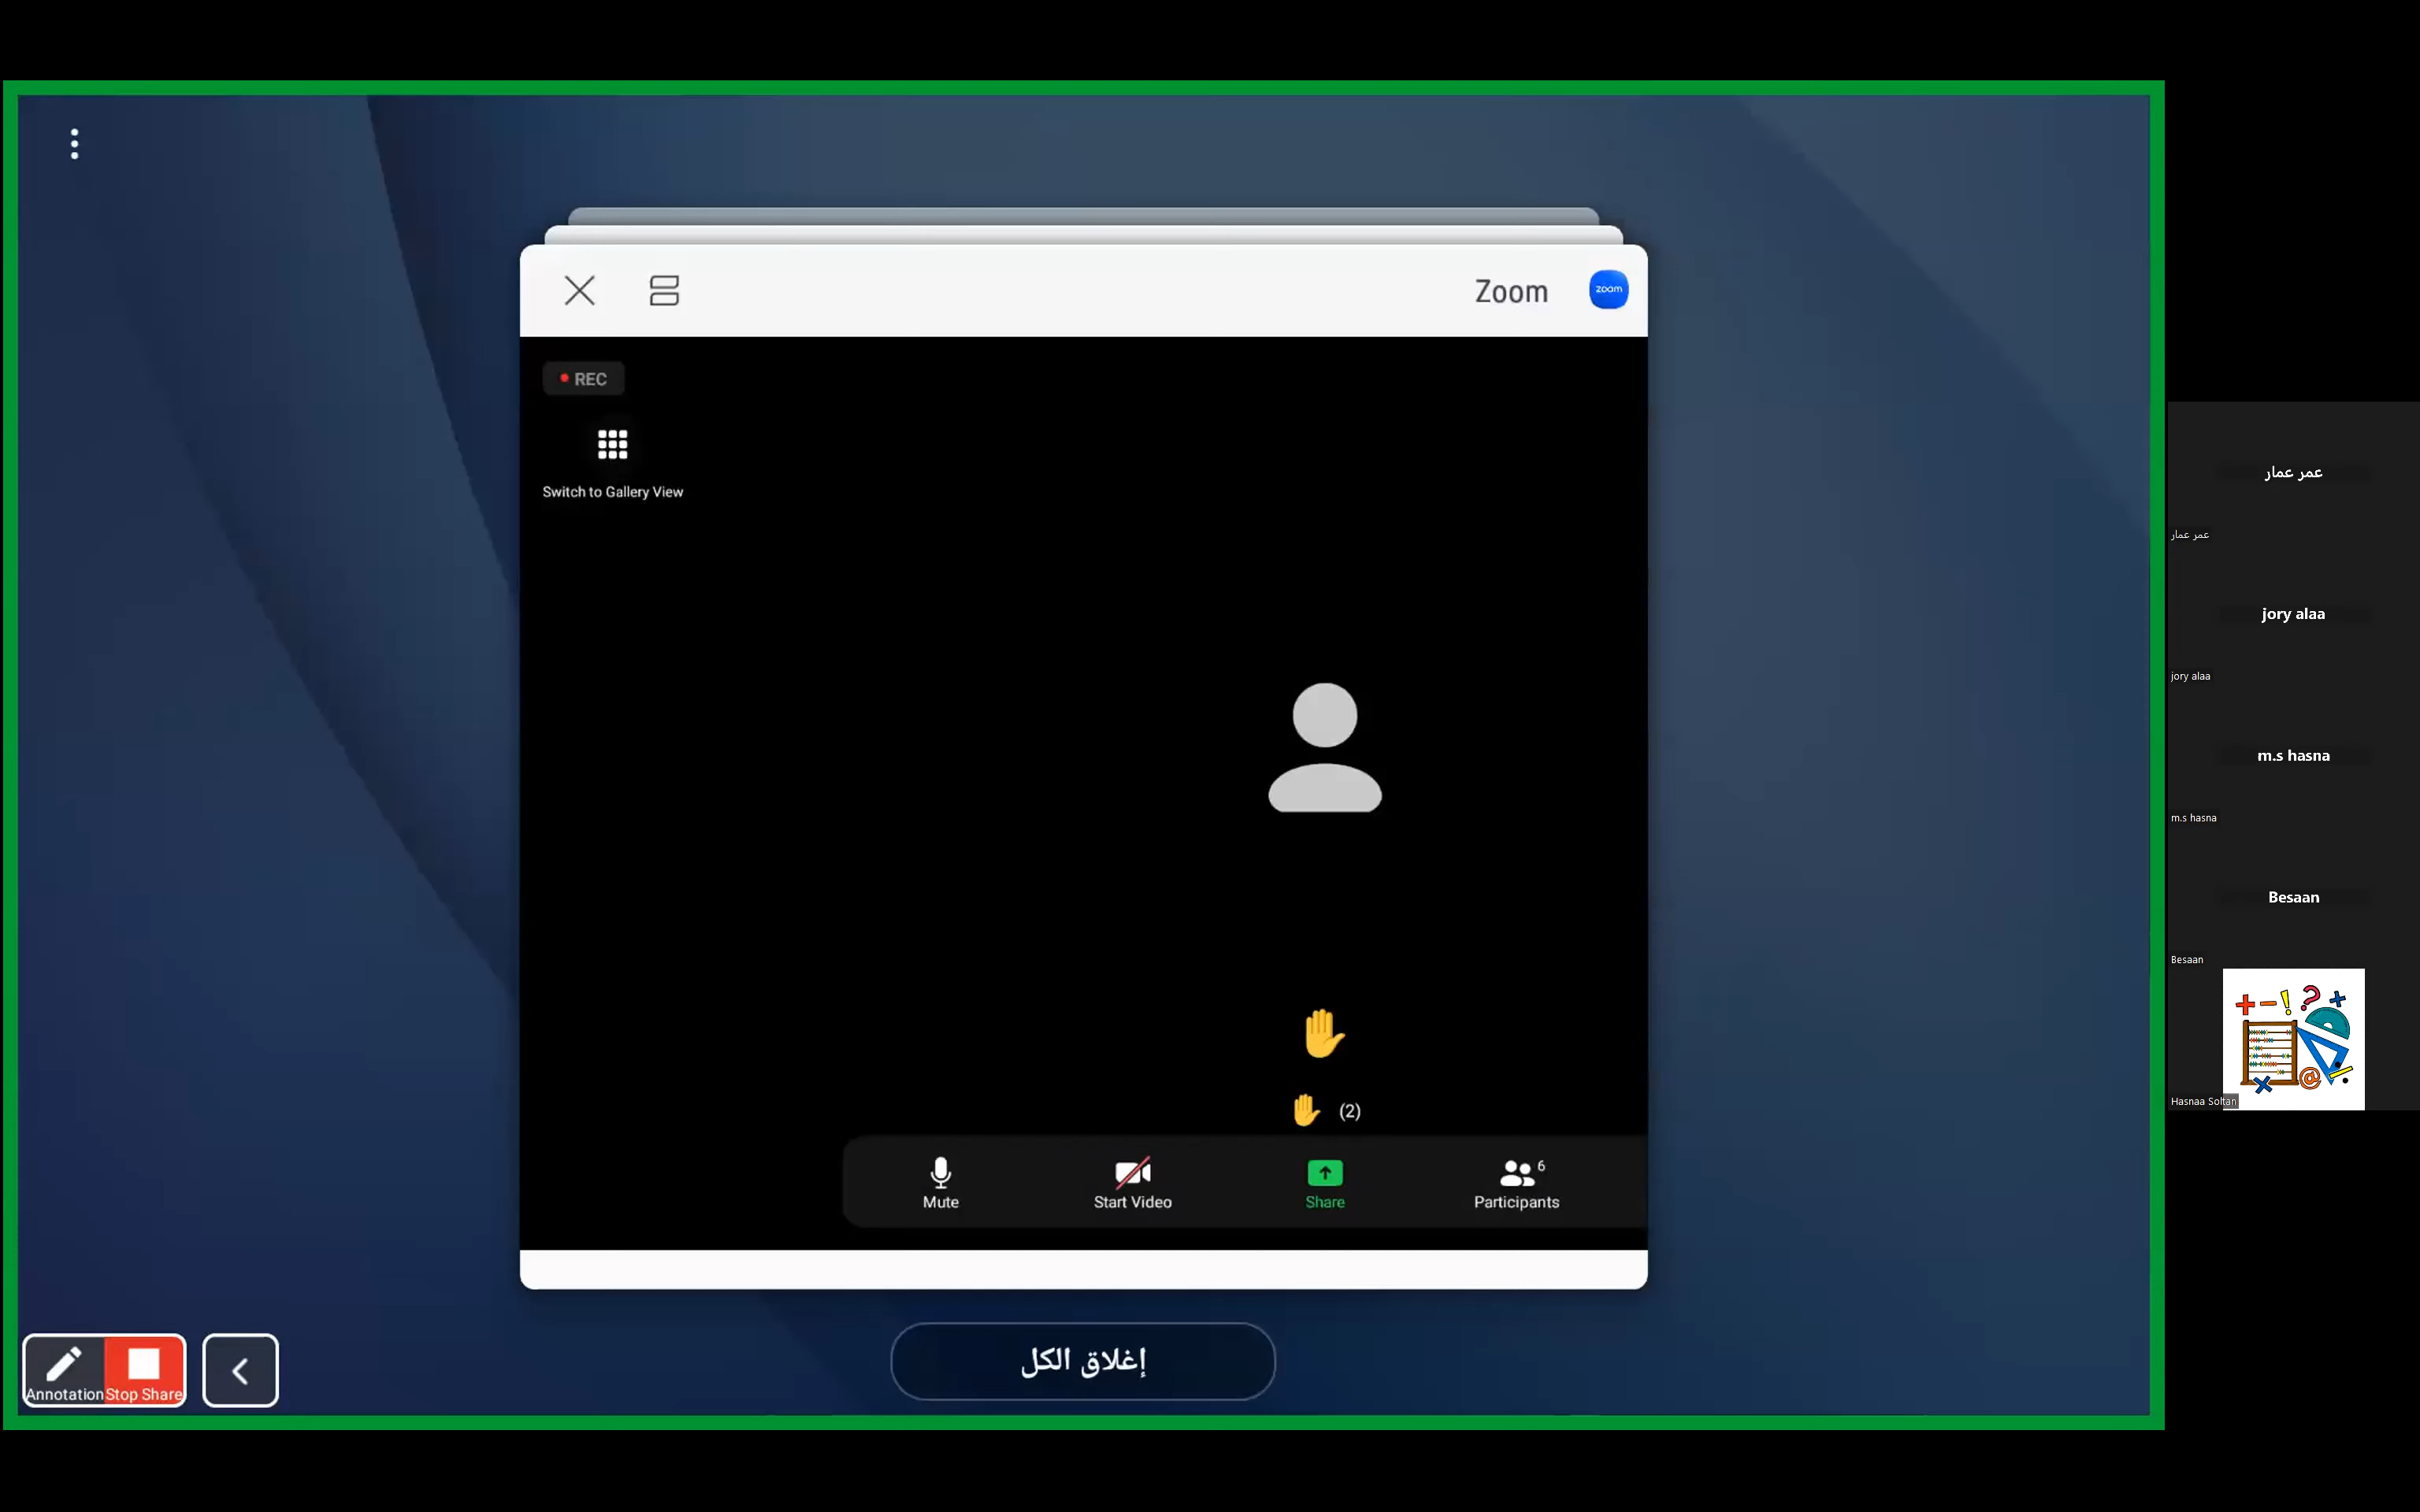 Zoom
zoom
REC
Switch to Gallery View
(2)
Mute
Start Video
Share
6
Participants
إغلاق الكل
Annotation
Stop Share
عمر عمار
عمر عمار
jory alaa
jory alaa
m.s hasna
m.s hasna
Besaan
Besaan
Hasnaa Soltan